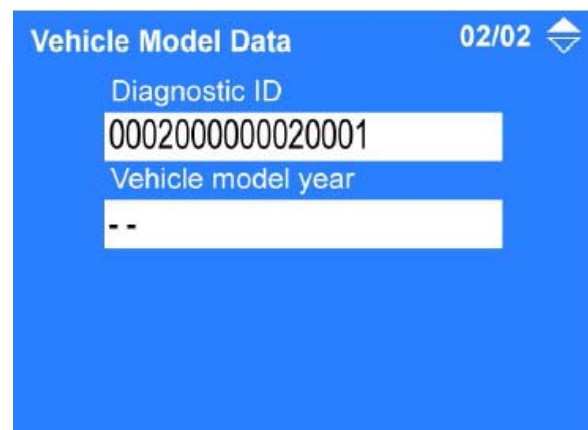 Vehicle Model Data 02/02
Diagnostic ID
0002000000020001
Vehicle model year
--